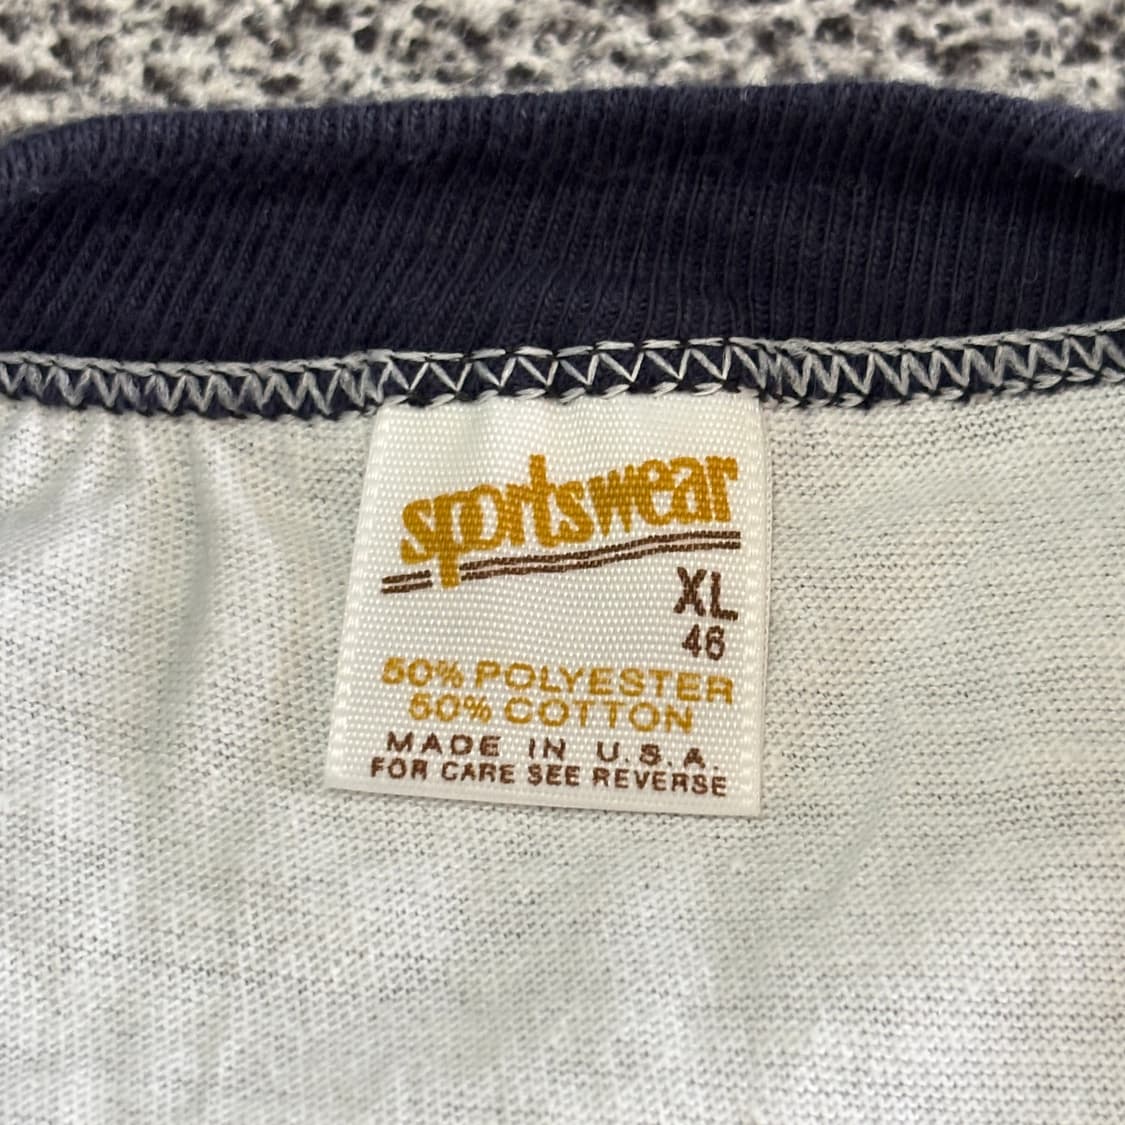 sportswear
XL
46
50% POLYESTER
50% COTTON
MADE IN U.S.A.
FOR CARE SEE REVERSE